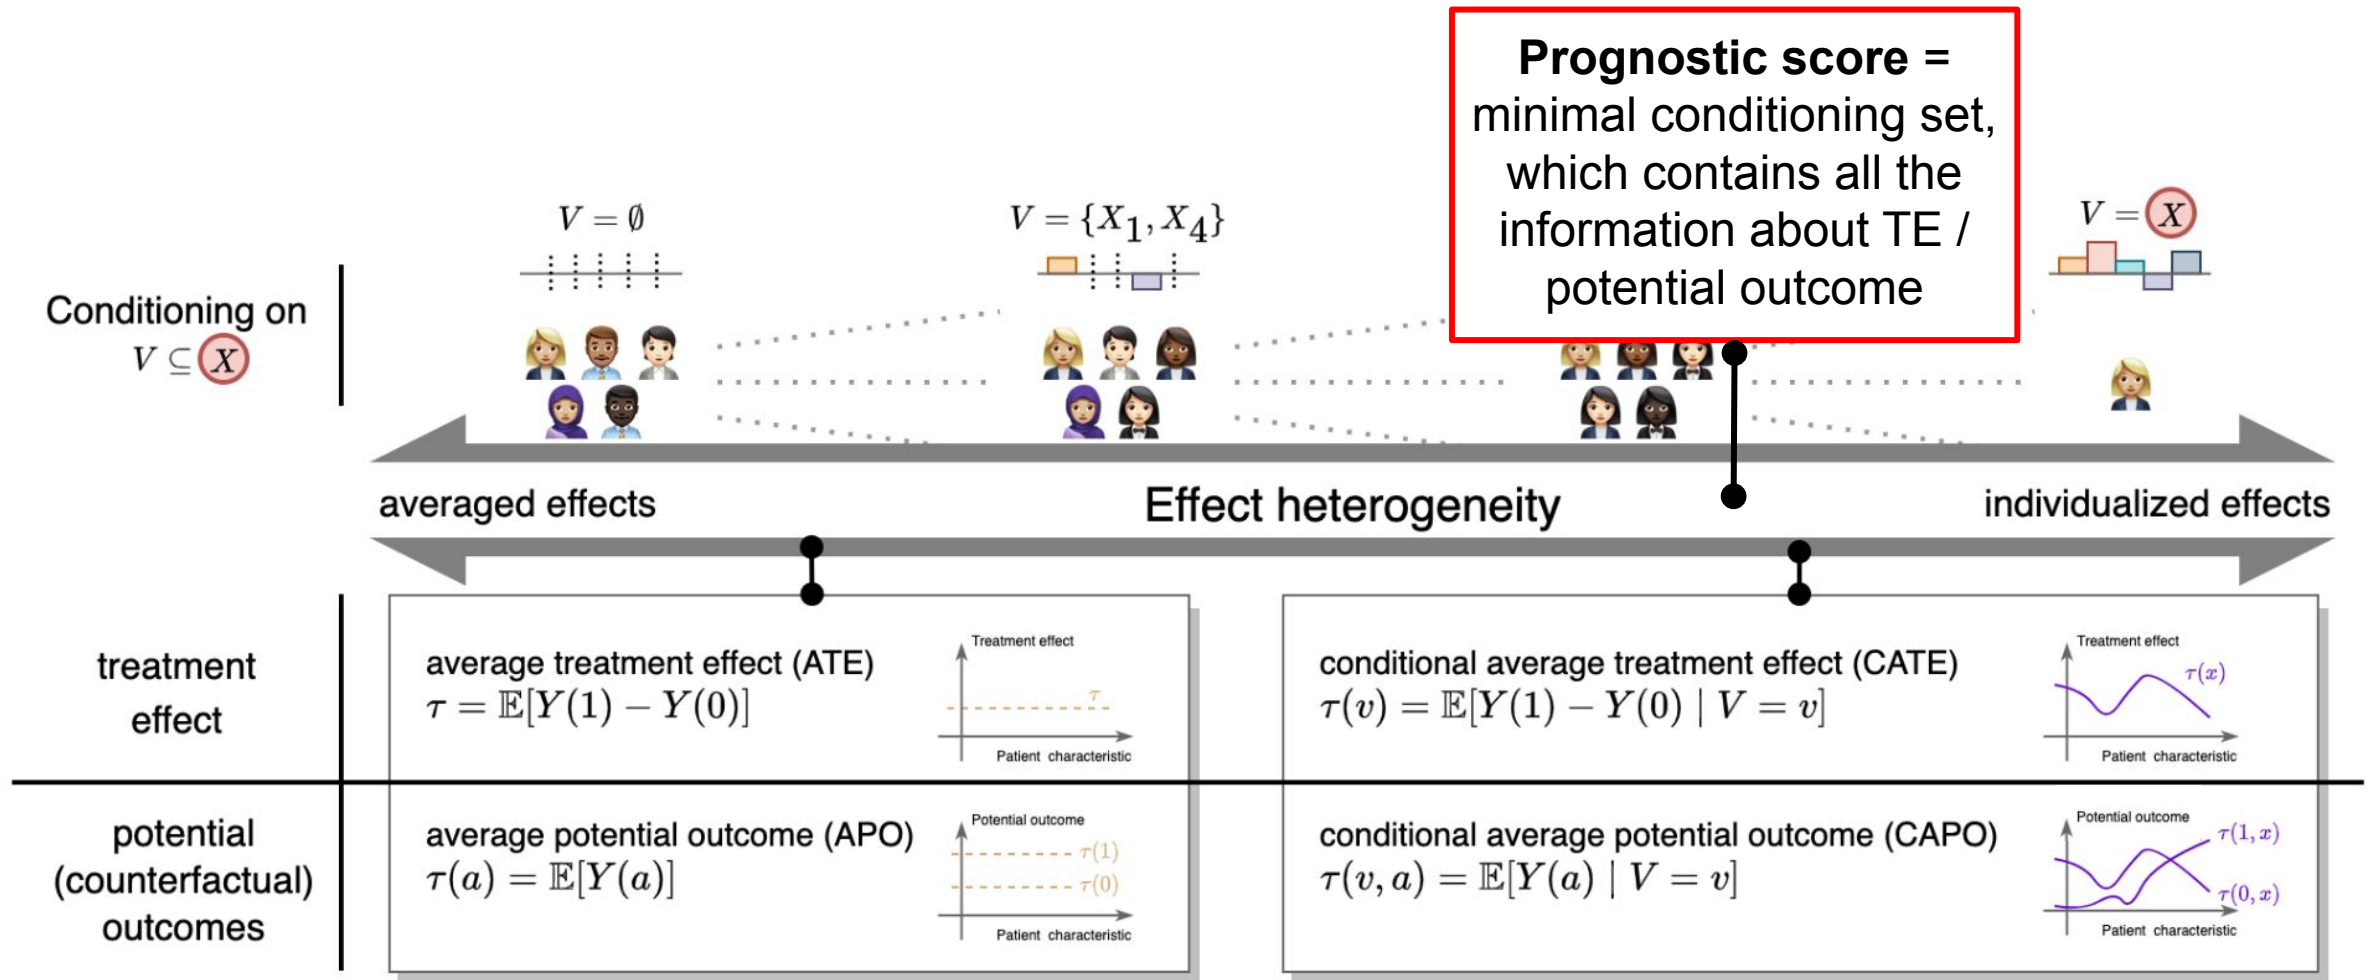 Prognostic score =
minimal conditioning set,
which contains all the
information about TE /
potential outcome
V = ∅
V = {X₁, X₄}
V = X
Conditioning on
V ⊆ X
averaged effects
Effect heterogeneity
individualized effects
treatment
effect
average treatment effect (ATE)
τ = 𝔼[Y(1) − Y(0)]
Treatment effect
τ
Patient characteristic
conditional average treatment effect (CATE)
τ(v) = 𝔼[Y(1) − Y(0) | V = v]
Treatment effect
τ(x)
Patient characteristic
potential
(counterfactual)
outcomes
average potential outcome (APO)
τ(a) = 𝔼[Y(a)]
Potential outcome
τ(1)
τ(0)
Patient characteristic
conditional average potential outcome (CAPO)
τ(v, a) = 𝔼[Y(a) | V = v]
Potential outcome
τ(1, x)
τ(0, x)
Patient characteristic